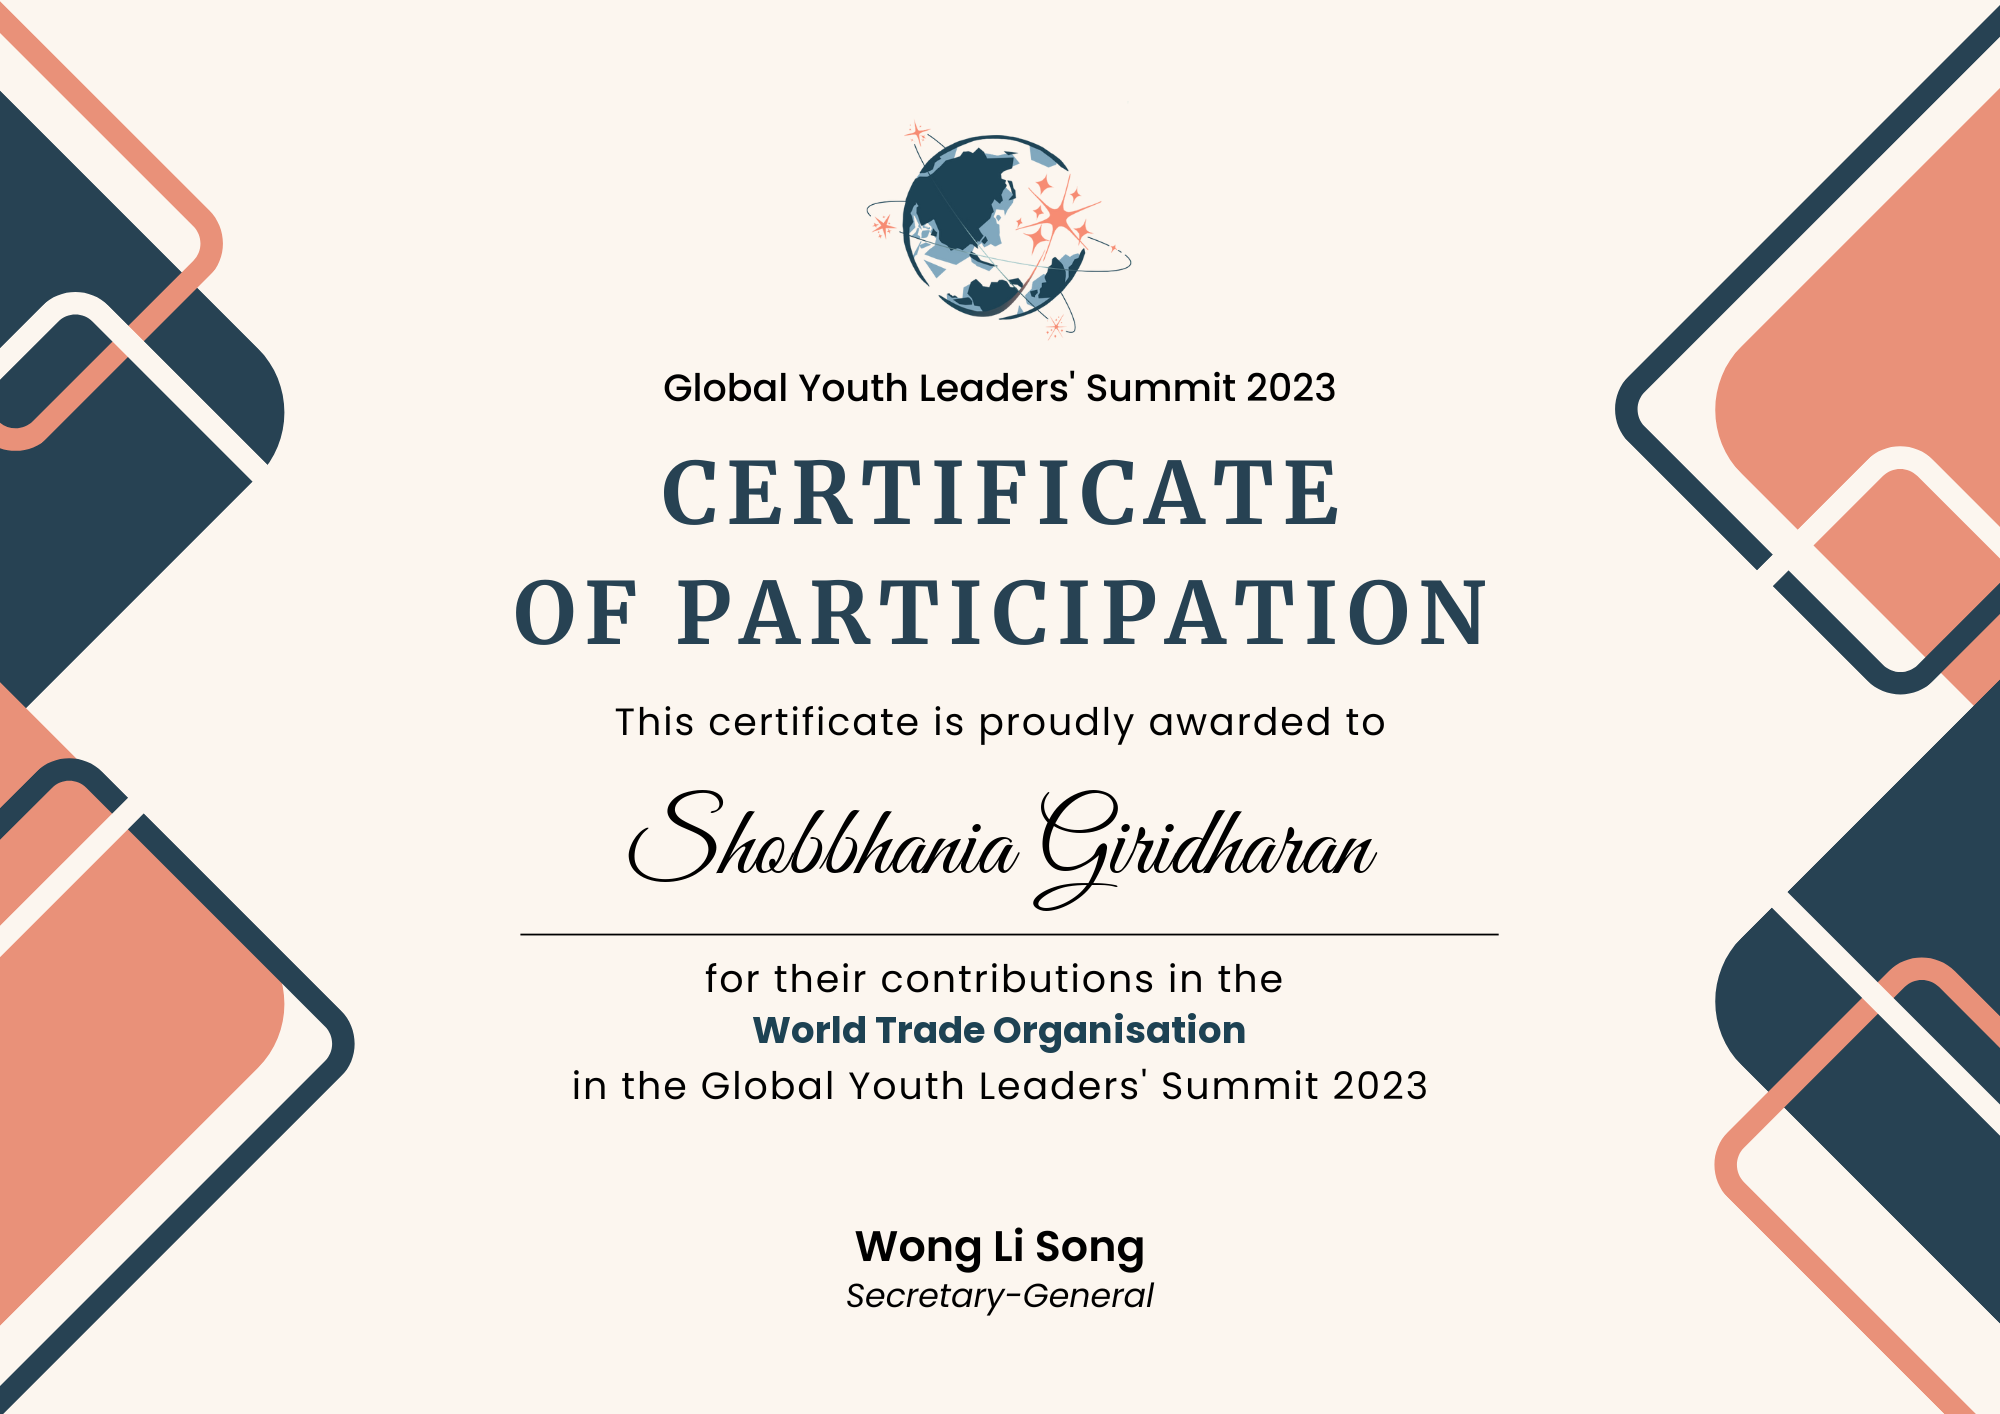 Global Youth Leaders' Summit 2023
CERTIFICATE
OF PARTICIPATION
This certificate is proudly awarded to
Shobbhania Giridharan
for their contributions in the
World Trade Organisation
in the Global Youth Leaders' Summit 2023
Wong Li Song
Secretary-General